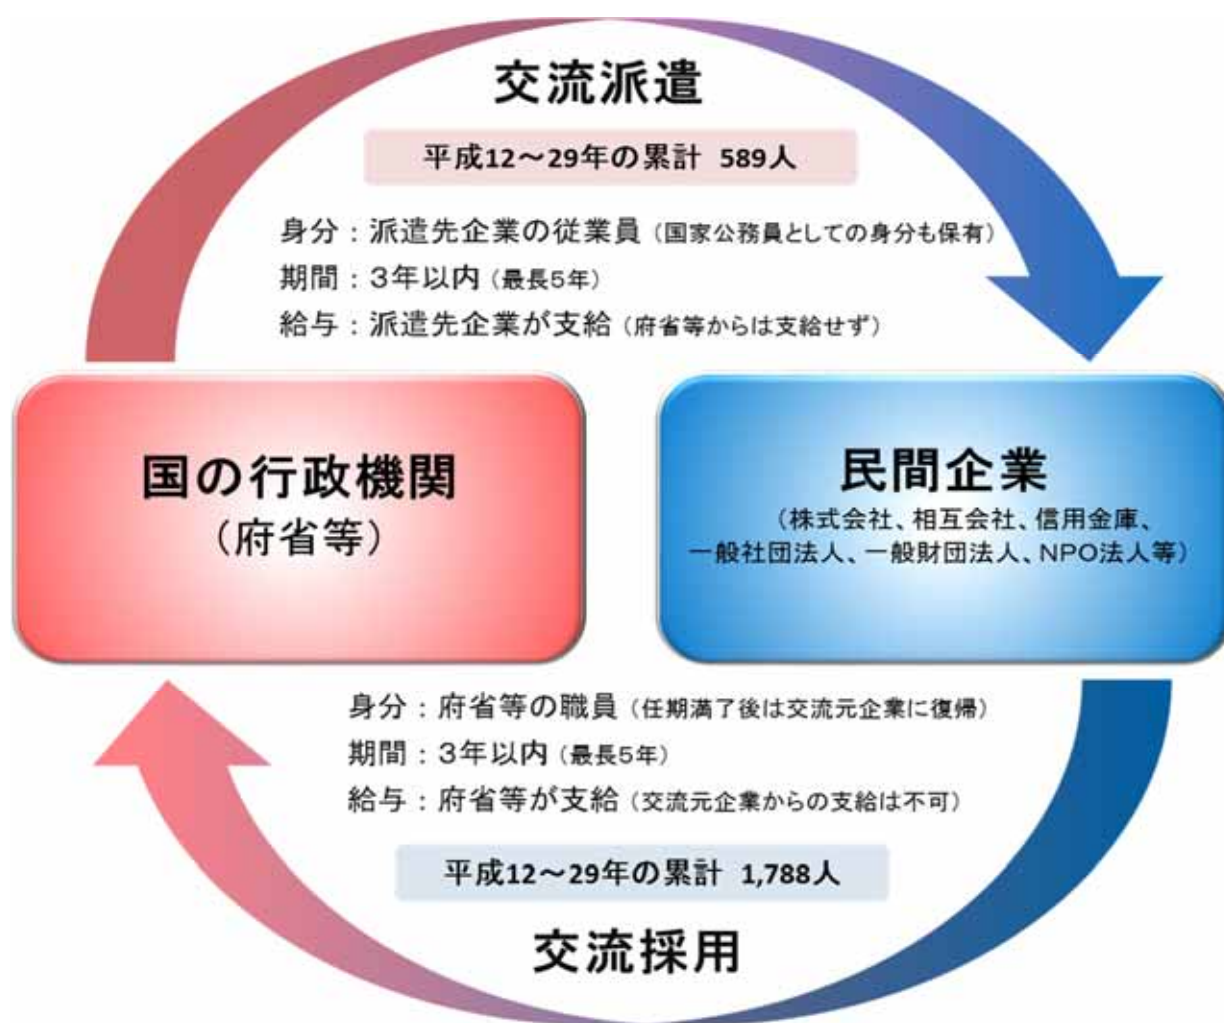 交流派遣
平成12～29年の累計 589人
身分：派遣先企業の従業員（国家公務員としての身分も保有）
期間：3年以内（最長5年）
給与：派遣先企業が支給（府省等からは支給せず）
国の行政機関
（府省等）
民間企業
（株式会社、相互会社、信用金庫、
一般社団法人、一般財団法人、NPO法人等）
身分：府省等の職員（任期満了後は交流元企業に復帰）
期間：3年以内（最長5年）
給与：府省等が支給（交流元企業からの支給は不可）
平成12～29年の累計 1,788人
交流採用